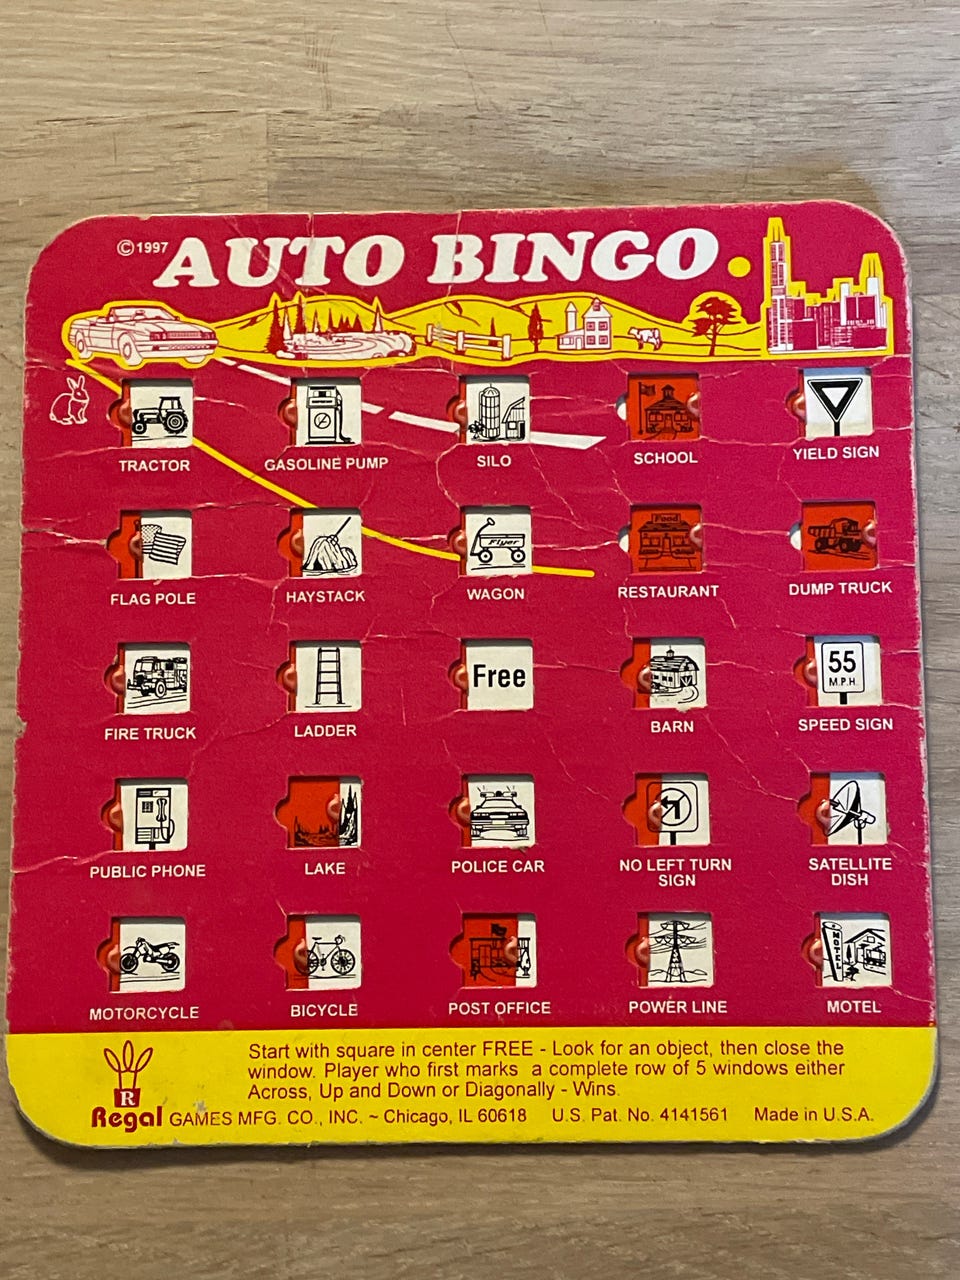 ©1997 AUTO BINGO
TRACTOR GASOLINE PUMP SILO SCHOOL YIELD SIGN
Food
Flyer
FLAG POLE HAYSTACK WAGON RESTAURANT DUMP TRUCK
Free
55
M.P.H.
FIRE TRUCK LADDER BARN SPEED SIGN
PUBLIC PHONE LAKE POLICE CAR NO LEFT TURN SIGN SATELLITE DISH
MOTEL
MOTORCYCLE BICYCLE POST OFFICE POWER LINE MOTEL
Start with square in center FREE - Look for an object, then close the
window. Player who first marks a complete row of 5 windows either
Across, Up and Down or Diagonally - Wins.
R
Regal GAMES MFG. CO., INC. ~ Chicago, IL 60618 U.S. Pat. No. 4141561 Made in U.S.A.